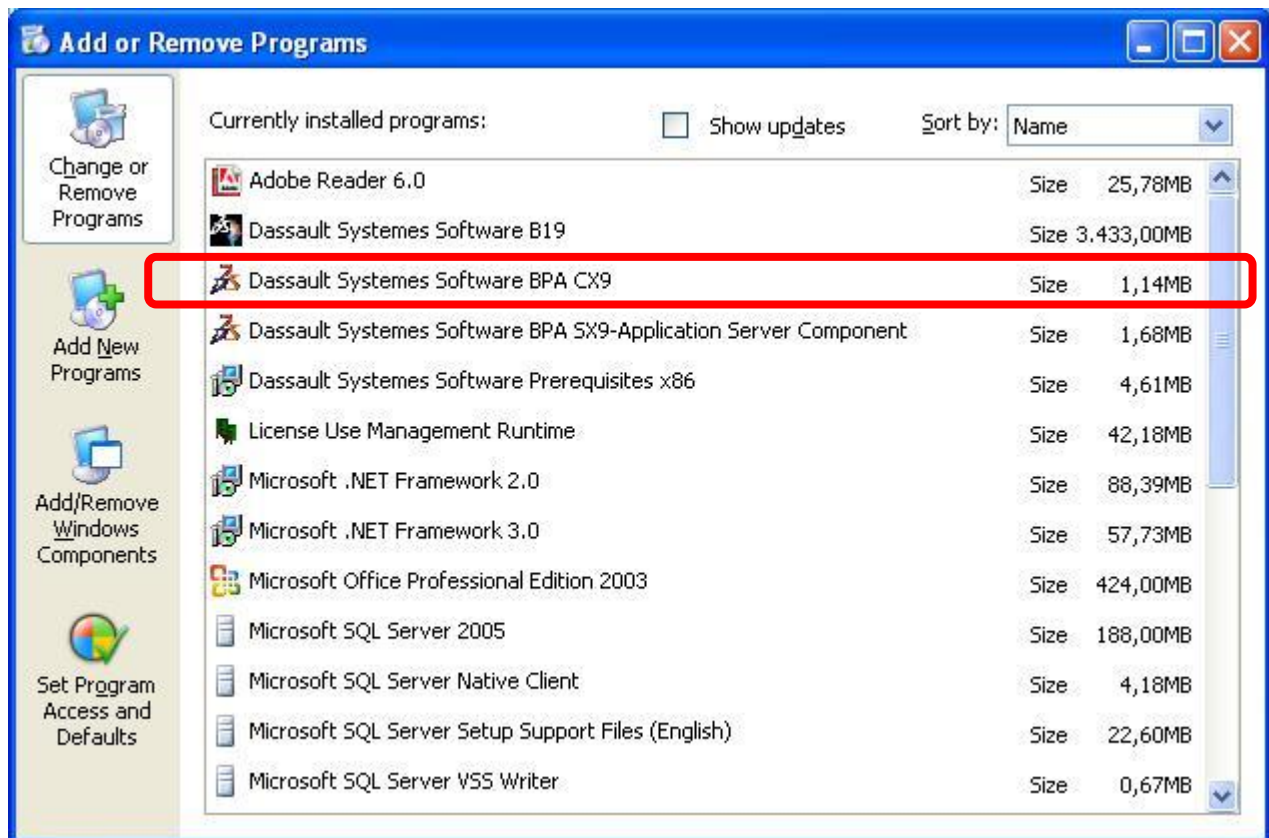 Add or Remove Programs
Change or
Remove
Programs
Add New
Programs
Add/Remove
Windows
Components
Set Program
Access and
Defaults
Currently installed programs:
Show updates
Sort by: Name
Adobe Reader 6.0 Size 25,78MB
Dassault Systemes Software B19 Size 3.433,00MB
Dassault Systemes Software BPA CX9 Size 1,14MB
Dassault Systemes Software BPA SX9-Application Server Component Size 1,68MB
Dassault Systemes Software Prerequisites x86 Size 4,61MB
License Use Management Runtime Size 42,18MB
Microsoft .NET Framework 2.0 Size 88,39MB
Microsoft .NET Framework 3.0 Size 57,73MB
Microsoft Office Professional Edition 2003 Size 424,00MB
Microsoft SQL Server 2005 Size 188,00MB
Microsoft SQL Server Native Client Size 4,18MB
Microsoft SQL Server Setup Support Files (English) Size 22,60MB
Microsoft SQL Server VSS Writer Size 0,67MB